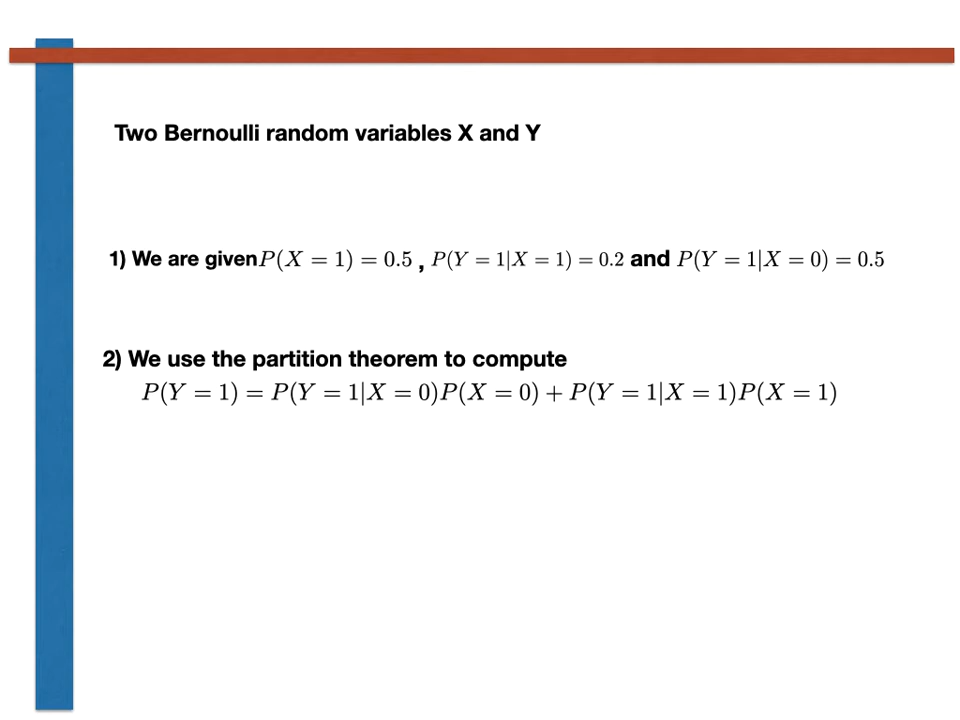 Two Bernoulli random variables X and Y
1) We are given P(X = 1) = 0.5 , P(Y = 1|X = 1) = 0.2 and P(Y = 1|X = 0) = 0.5
2) We use the partition theorem to compute
P(Y = 1) = P(Y = 1|X = 0)P(X = 0) + P(Y = 1|X = 1)P(X = 1)